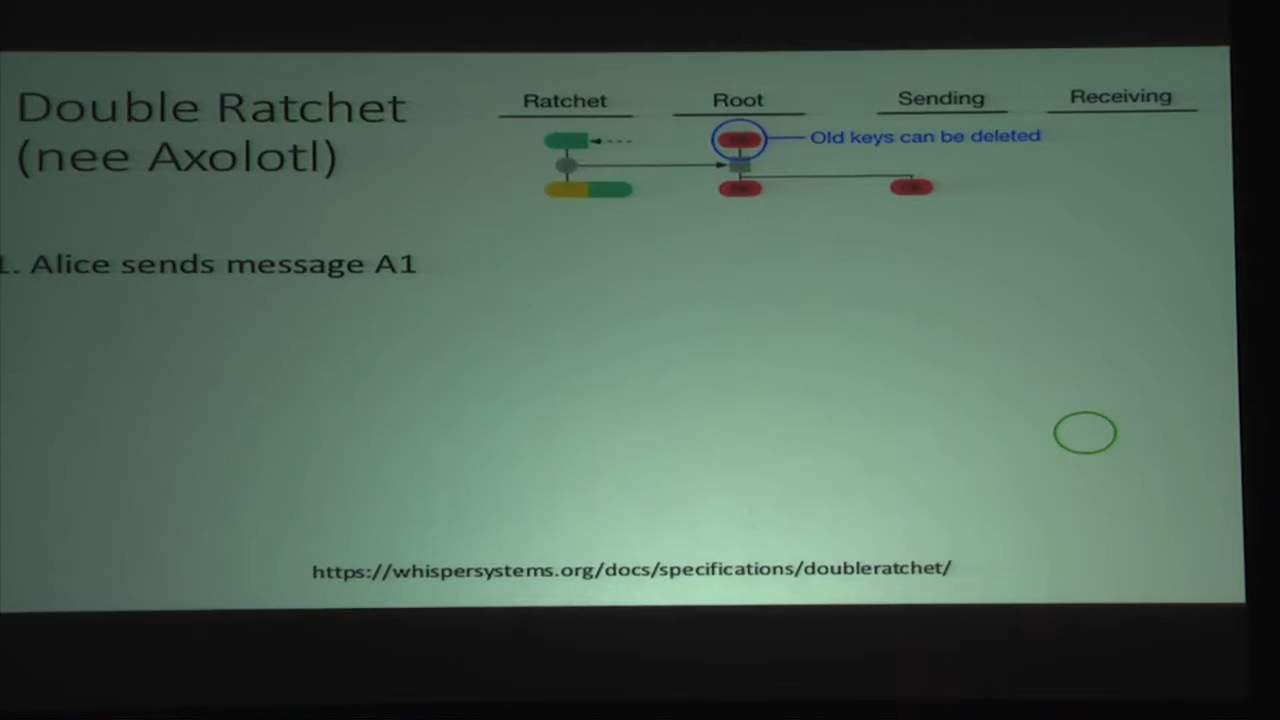 Double Ratchet
(nee Axolotl)
Ratchet Root Sending Receiving
Old keys can be deleted
1. Alice sends message A1
https://whispersystems.org/docs/specifications/doubleratchet/